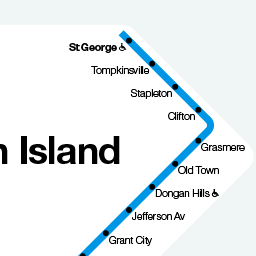 St George
Tompkinsville
Stapleton
Clifton
Grasmere
Island
Old Town
Dongan Hills
Jefferson Av
Grant City